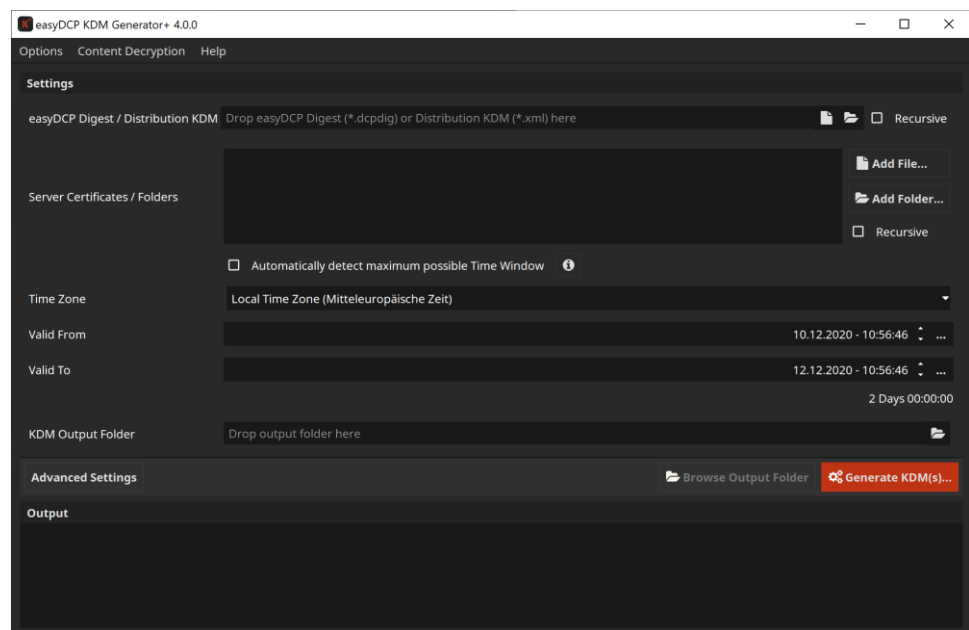 easyDCP KDM Generator+ 4.0.0
Options Content Decryption Help
Settings
easyDCP Digest / Distribution KDM Drop easyDCP Digest (*.dcpdig) or Distribution KDM (*.xml) here Recursive
Add File...
Server Certificates / Folders Add Folder...
Recursive
Automatically detect maximum possible Time Window
Time Zone Local Time Zone (Mitteleuropäische Zeit)
Valid From 10.12.2020 - 10:56:46 ...
Valid To 12.12.2020 - 10:56:46 ...
2 Days 00:00:00
KDM Output Folder Drop output folder here
Advanced Settings Browse Output Folder Generate KDM(s)...
Output